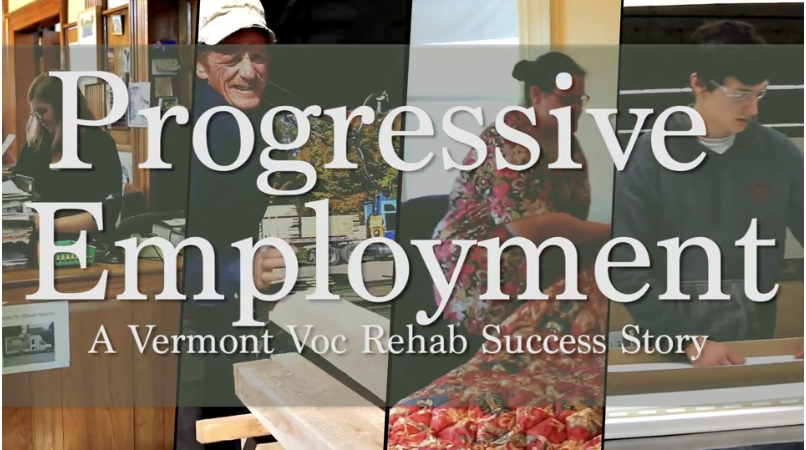 Progressive
Employment
A Vermont Voc Rehab Success Story